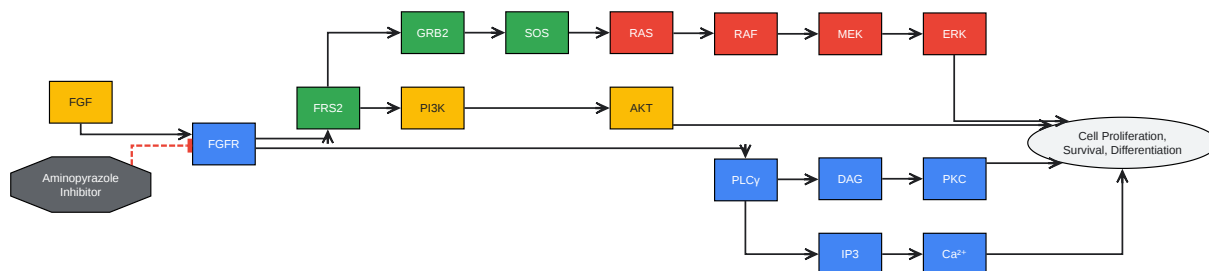 GRB2
SOS
RAS
RAF
MEK
ERK
FGF
FRS2
PI3K
AKT
FGFR
Cell Proliferation,
Survival, Differentiation
Aminopyrazole
Inhibitor
PLCγ
DAG
PKC
IP3
Ca²⁺